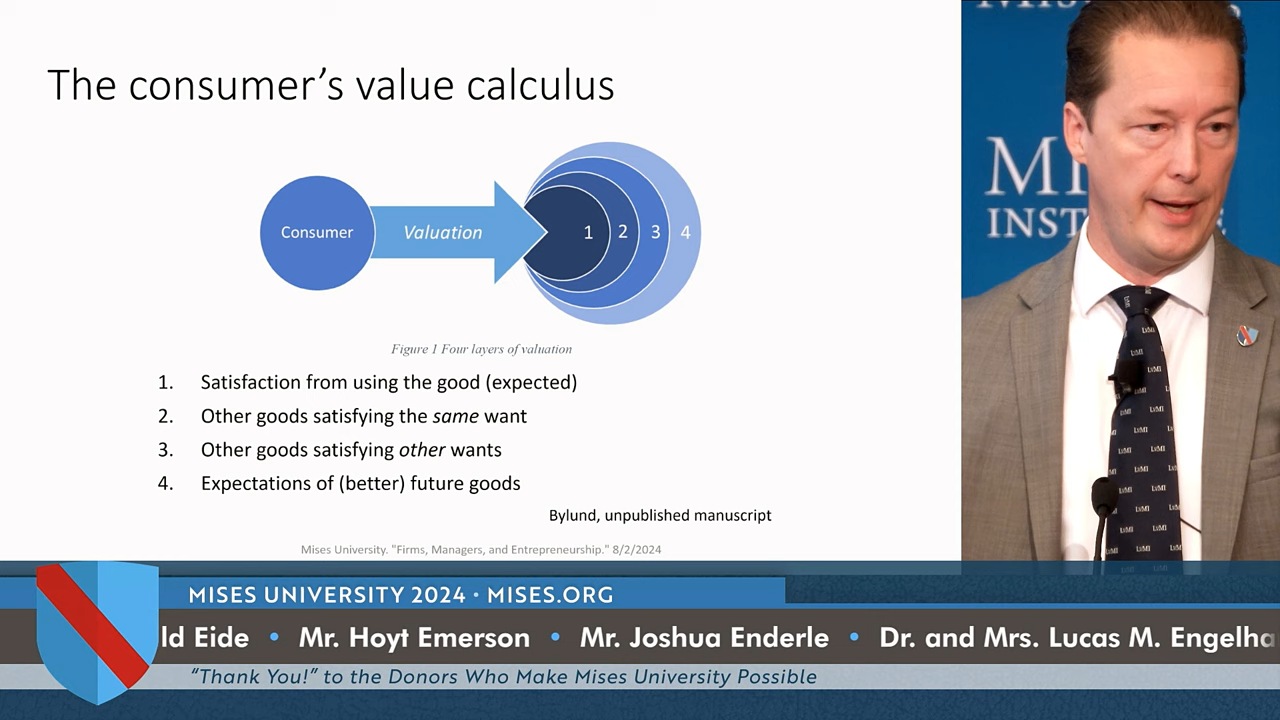 The consumer's value calculus
Consumer
Valuation
1 2 3 4
Figure 1 Four layers of valuation
1. Satisfaction from using the good (expected)
2. Other goods satisfying the same want
3. Other goods satisfying other wants
4. Expectations of (better) future goods
Bylund, unpublished manuscript
Mises University. "Firms, Managers, and Entrepreneurship." 8/2/2024
INST
LvMI
MISES UNIVERSITY 2024 • MISES.ORG
ld Eide • Mr. Hoyt Emerson • Mr. Joshua Enderle • Dr. and Mrs. Lucas M. Engelha
"Thank You!" to the Donors Who Make Mises University Possible